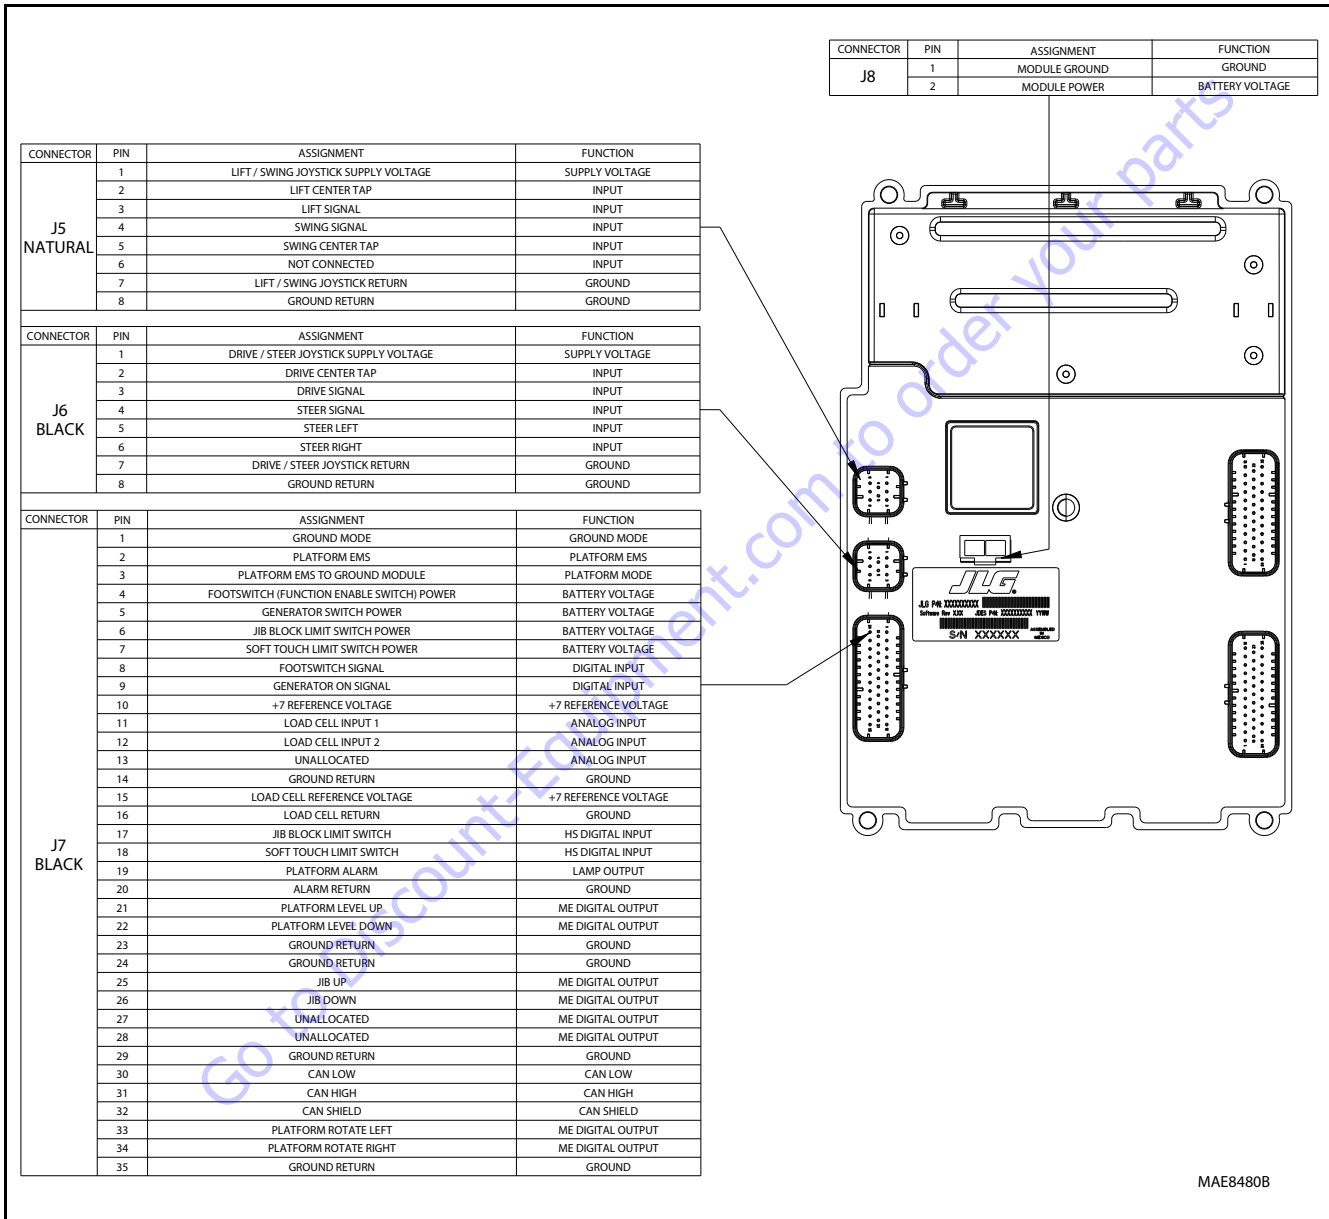 CONNECTOR PIN ASSIGNMENT FUNCTION
J8
1 MODULE GROUND GROUND
2 MODULE POWER BATTERY VOLTAGE
CONNECTOR PIN ASSIGNMENT FUNCTION
J5
NATURAL
1 LIFT / SWING JOYSTICK SUPPLY VOLTAGE SUPPLY VOLTAGE
2 LIFT CENTER TAP INPUT
3 LIFT SIGNAL INPUT
4 SWING SIGNAL INPUT
5 SWING CENTER TAP INPUT
6 NOT CONNECTED INPUT
7 LIFT / SWING JOYSTICK RETURN GROUND
8 GROUND RETURN GROUND
CONNECTOR PIN ASSIGNMENT FUNCTION
J6
BLACK
1 DRIVE / STEER JOYSTICK SUPPLY VOLTAGE SUPPLY VOLTAGE
2 DRIVE CENTER TAP INPUT
3 DRIVE SIGNAL INPUT
4 STEER SIGNAL INPUT
5 STEER LEFT INPUT
6 STEER RIGHT INPUT
7 DRIVE / STEER JOYSTICK RETURN GROUND
8 GROUND RETURN GROUND
CONNECTOR PIN ASSIGNMENT FUNCTION
J7
BLACK
1 GROUND MODE GROUND MODE
2 PLATFORM EMS PLATFORM EMS
3 PLATFORM EMS TO GROUND MODULE PLATFORM MODE
4 FOOTSWITCH (FUNCTION ENABLE SWITCH) POWER BATTERY VOLTAGE
5 GENERATOR SWITCH POWER BATTERY VOLTAGE
6 JIB BLOCK LIMIT SWITCH POWER BATTERY VOLTAGE
7 SOFT TOUCH LIMIT SWITCH POWER BATTERY VOLTAGE
8 FOOTSWITCH SIGNAL DIGITAL INPUT
9 GENERATOR ON SIGNAL DIGITAL INPUT
10 +7 REFERENCE VOLTAGE +7 REFERENCE VOLTAGE
11 LOAD CELL INPUT 1 ANALOG INPUT
12 LOAD CELL INPUT 2 ANALOG INPUT
13 UNALLOCATED ANALOG INPUT
14 GROUND RETURN GROUND
15 LOAD CELL REFERENCE VOLTAGE +7 REFERENCE VOLTAGE
16 LOAD CELL RETURN GROUND
17 JIB BLOCK LIMIT SWITCH HS DIGITAL INPUT
18 SOFT TOUCH LIMIT SWITCH HS DIGITAL INPUT
19 PLATFORM ALARM LAMP OUTPUT
20 ALARM RETURN GROUND
21 PLATFORM LEVEL UP ME DIGITAL OUTPUT
22 PLATFORM LEVEL DOWN ME DIGITAL OUTPUT
23 GROUND RETURN GROUND
24 GROUND RETURN GROUND
25 JIB UP ME DIGITAL OUTPUT
26 JIB DOWN ME DIGITAL OUTPUT
27 UNALLOCATED ME DIGITAL OUTPUT
28 UNALLOCATED ME DIGITAL OUTPUT
29 GROUND RETURN GROUND
30 CAN LOW CAN LOW
31 CAN HIGH CAN HIGH
32 CAN SHIELD CAN SHIELD
33 PLATFORM ROTATE LEFT ME DIGITAL OUTPUT
34 PLATFORM ROTATE RIGHT ME DIGITAL OUTPUT
35 GROUND RETURN GROUND
JLG
JLG P/N: XXXXXXXXXX
Software Rev X.XX JDES P/N: XXXXXXXXXX YYWW
S/N XXXXXX
ASSEMBLED
IN
MEXICO
Go to Discount-Equipment.com to order your parts
MAE8480B